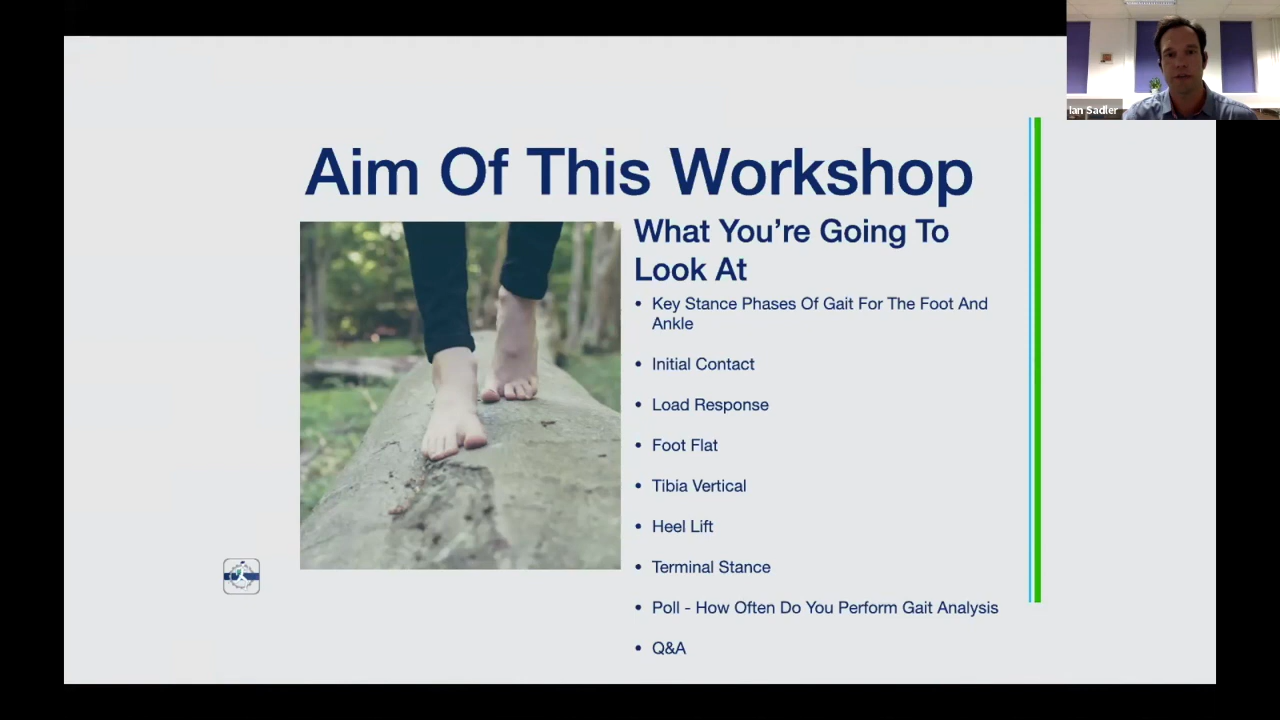 Ian Sadler
Aim Of This Workshop
What You're Going To
Look At
• Key Stance Phases Of Gait For The Foot And
Ankle
• Initial Contact
• Load Response
• Foot Flat
• Tibia Vertical
• Heel Lift
• Terminal Stance
• Poll - How Often Do You Perform Gait Analysis
• Q&A